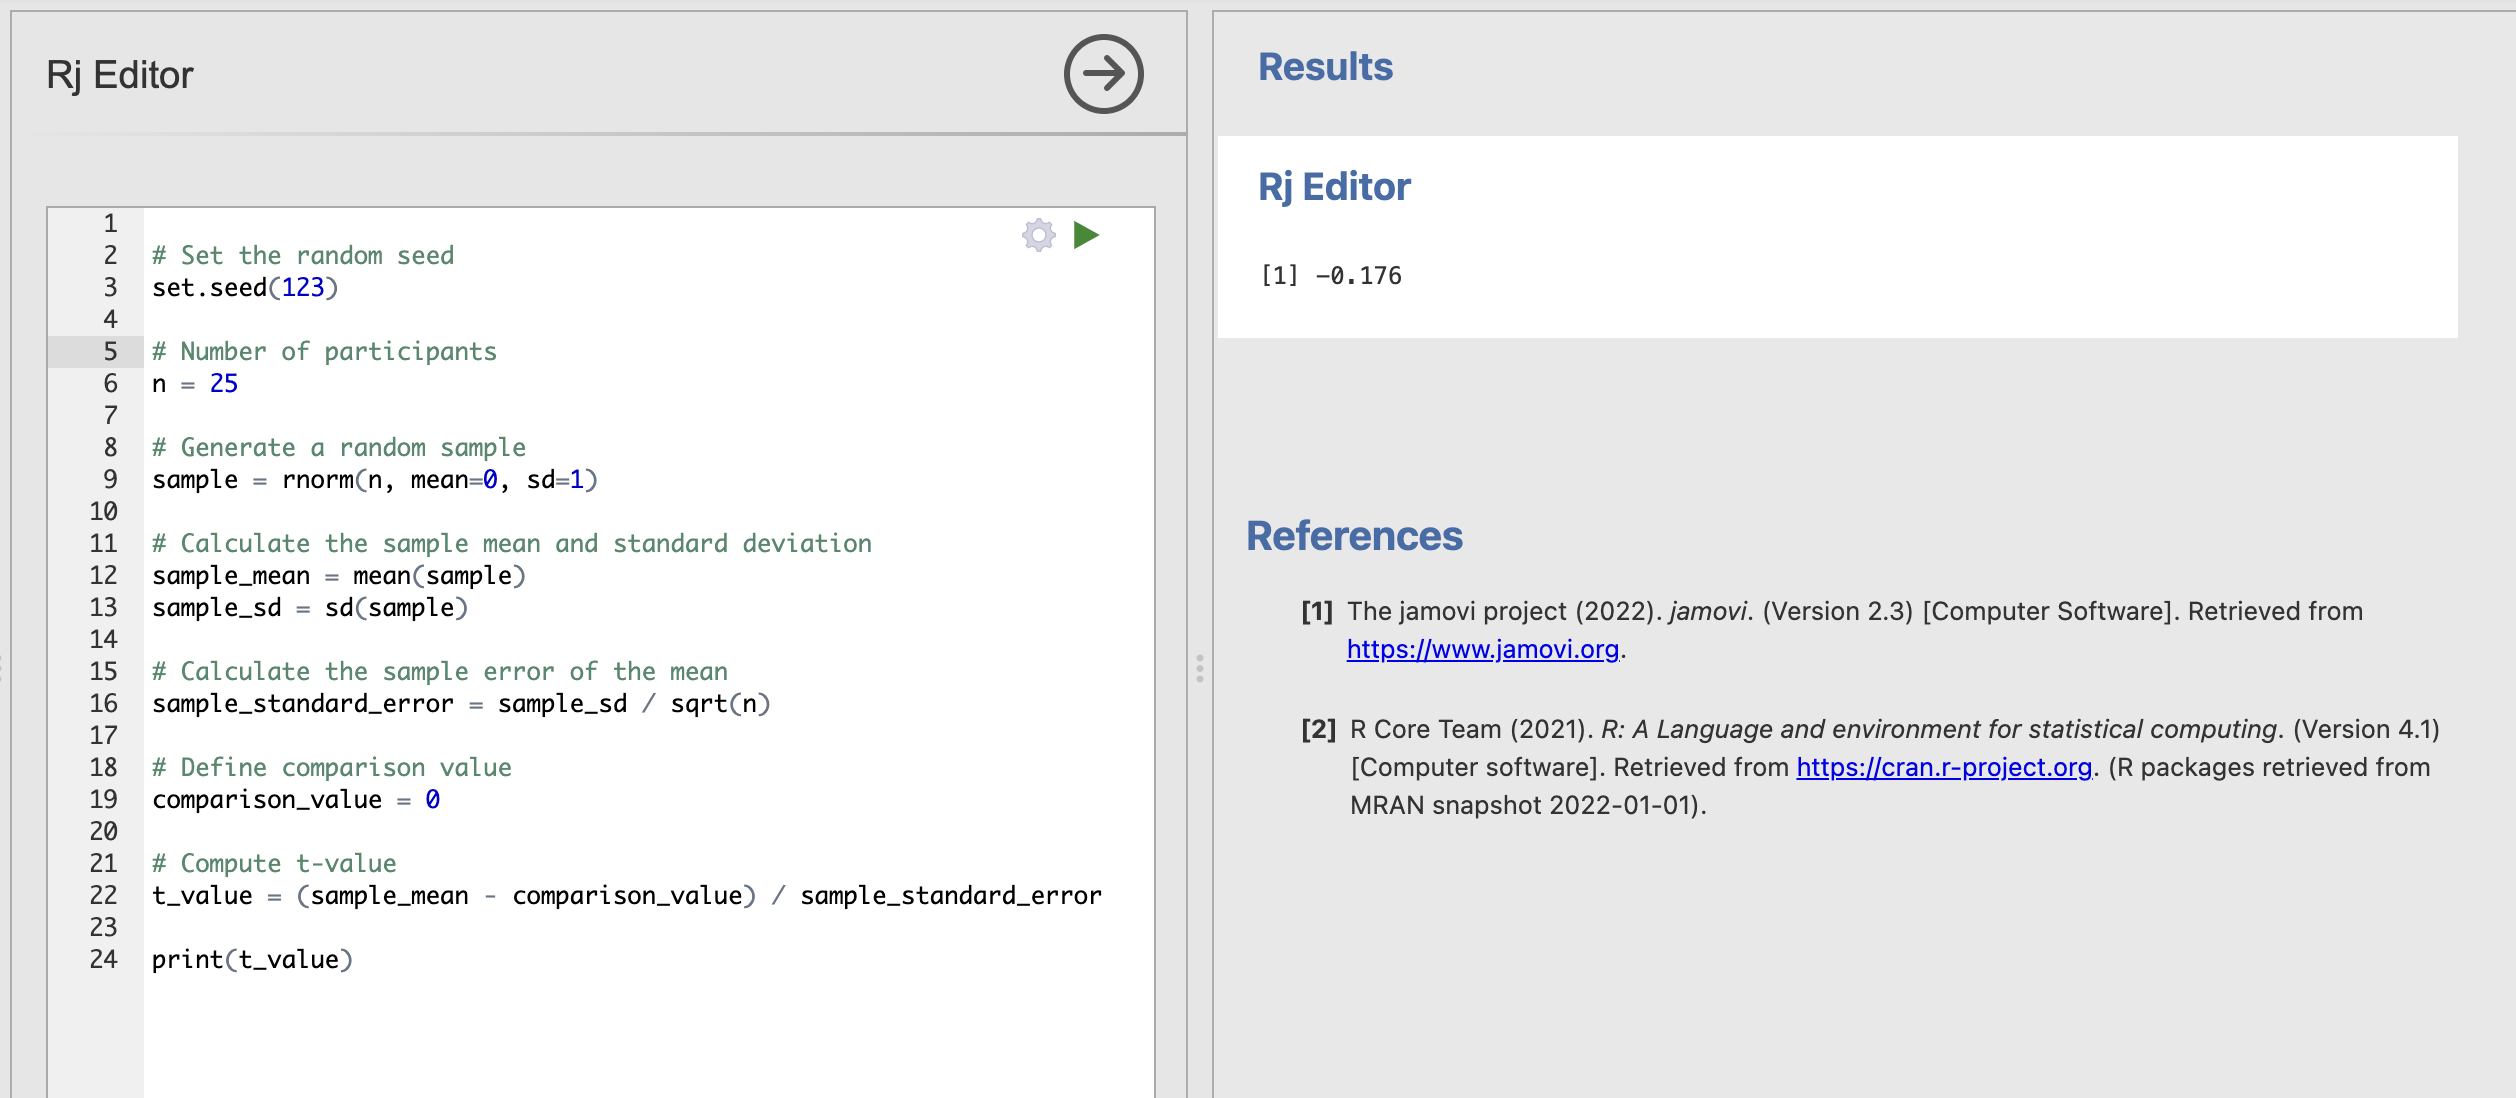 Rj Editor
1
2 # Set the random seed
3 set.seed(123)
4
5 # Number of participants
6 n = 25
7
8 # Generate a random sample
9 sample = rnorm(n, mean=0, sd=1)
10
11 # Calculate the sample mean and standard deviation
12 sample_mean = mean(sample)
13 sample_sd = sd(sample)
14
15 # Calculate the sample error of the mean
16 sample_standard_error = sample_sd / sqrt(n)
17
18 # Define comparison value
19 comparison_value = 0
20
21 # Compute t-value
22 t_value = (sample_mean - comparison_value) / sample_standard_error
23
24 print(t_value)
Results
Rj Editor
[1] -0.176
References
[1] The jamovi project (2022). jamovi. (Version 2.3) [Computer Software]. Retrieved from
https://www.jamovi.org.
[2] R Core Team (2021). R: A Language and environment for statistical computing. (Version 4.1)
[Computer software]. Retrieved from https://cran.r-project.org. (R packages retrieved from
MRAN snapshot 2022-01-01).